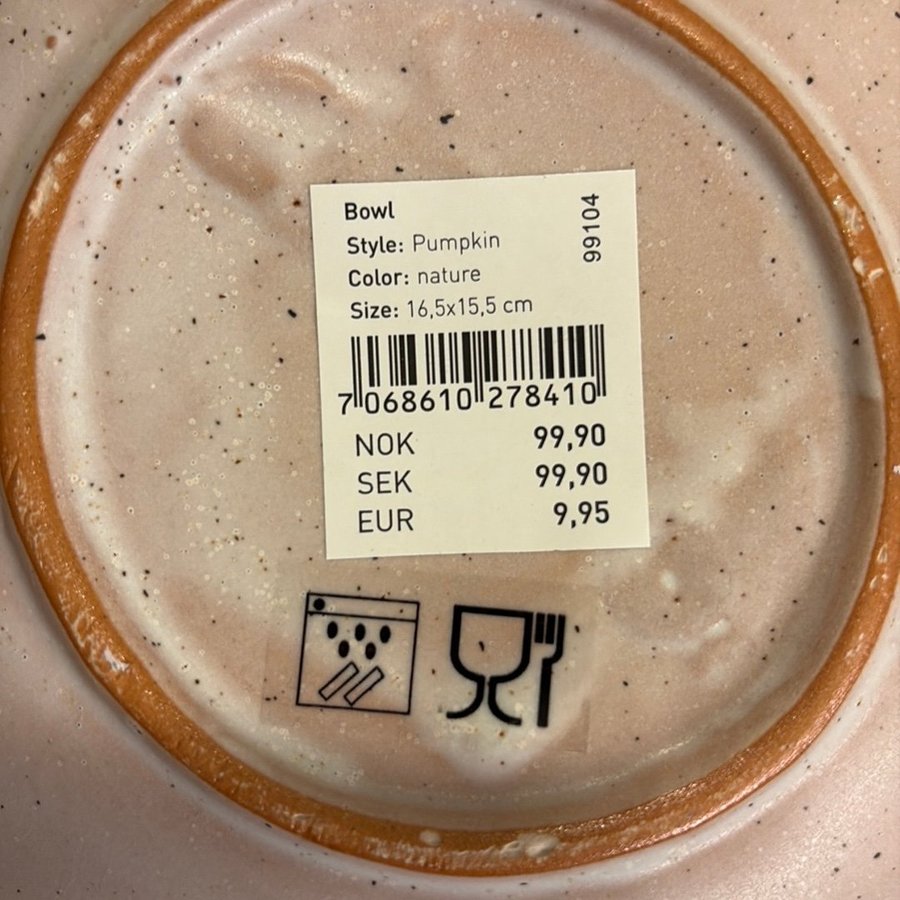 Bowl
Style: Pumpkin
Color: nature
Size: 16,5x15,5 cm
99104
7 068610 278410
NOK 99,90
SEK 99,90
EUR 9,95